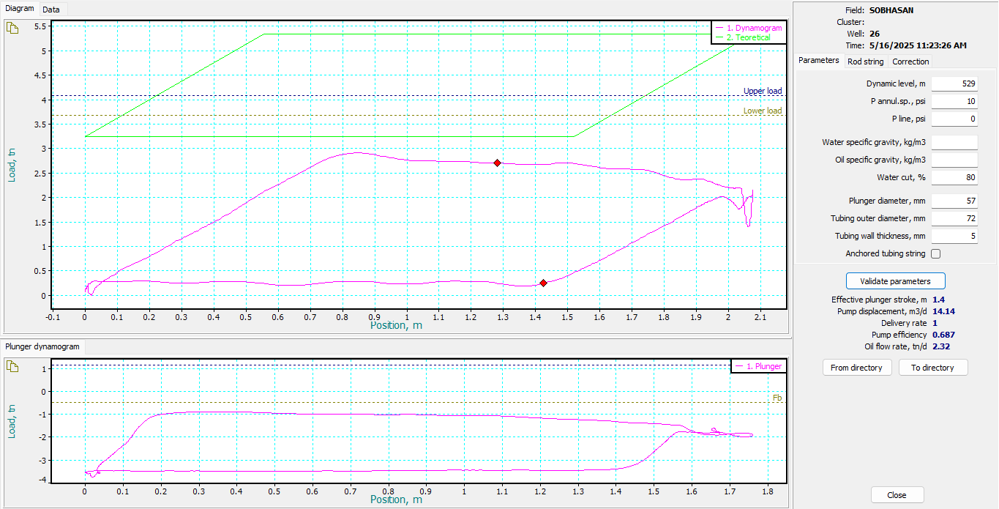 Diagram Data
5.5
5
4.5
4
3.5
3
2.5
2
1.5
1
0.5
0
Load, tn
1. Dynamogram
2. Teoretical
Upper load
Lower load
-0.1 0 0.1 0.2 0.3 0.4 0.5 0.6 0.7 0.8 0.9 1 1.1 1.2 1.3 1.4 1.5 1.6 1.7 1.8 1.9 2 2.1
Position, m
Plunger dynamogram
1
0
-1
-2
-3
-4
Load, tn
1. Plunger
Fb
0 0.1 0.2 0.3 0.4 0.5 0.6 0.7 0.8 0.9 1 1.1 1.2 1.3 1.4 1.5 1.6 1.7 1.8
Position, m
Field: SOBHASAN
Cluster:
Well: 26
Time: 5/16/2025 11:23:26 AM
Parameters Rod string Correction
Dynamic level, m 529
P annul.sp., psi 10
P line, psi 0
Water specific gravity, kg/m3
Oil specific gravity, kg/m3
Water cut, % 80
Plunger diameter, mm 57
Tubing outer diameter, mm 72
Tubing wall thickness, mm 5
Anchored tubing string
Validate parameters
Effective plunger stroke, m 1.4
Pump displacement, m3/d 14.14
Delivery rate 1
Pump efficiency 0.687
Oil flow rate, tn/d 2.32
From directory To directory
Close